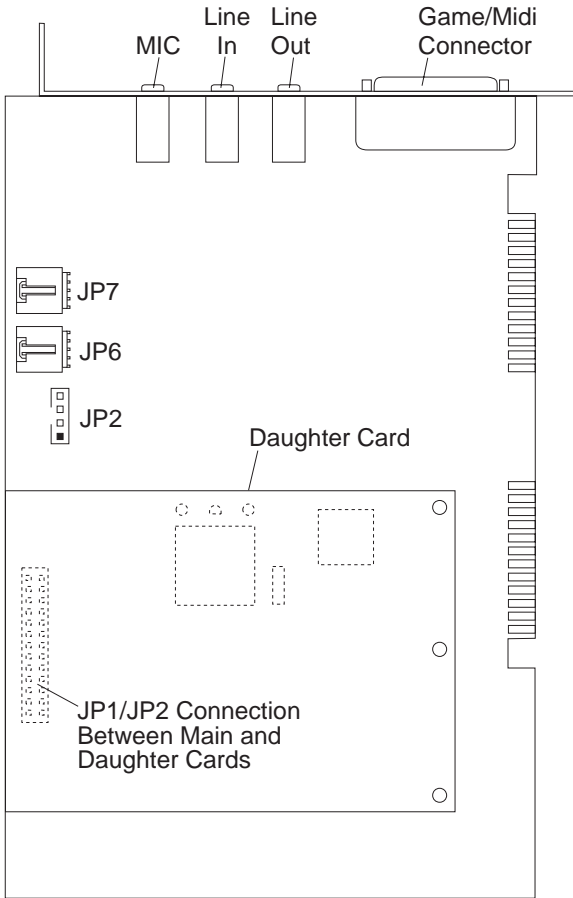 MIC
Line
In
Line
Out
Game/Midi
Connector
JP7
JP6
JP2
Daughter Card
JP1/JP2 Connection
Between Main and
Daughter Cards